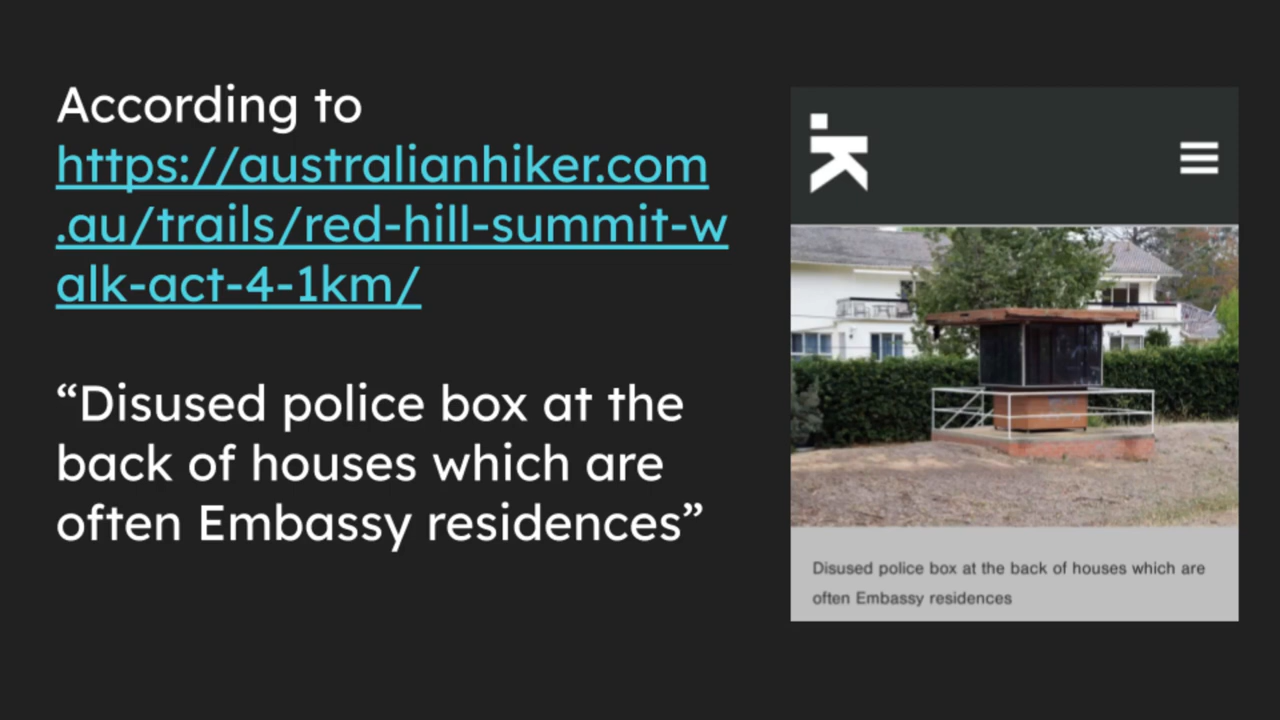 According to
https://australianhiker.com
.au/trails/red-hill-summit-w
alk-act-4-1km/
“Disused police box at the
back of houses which are
often Embassy residences”
Disused police box at the back of houses which are
often Embassy residences